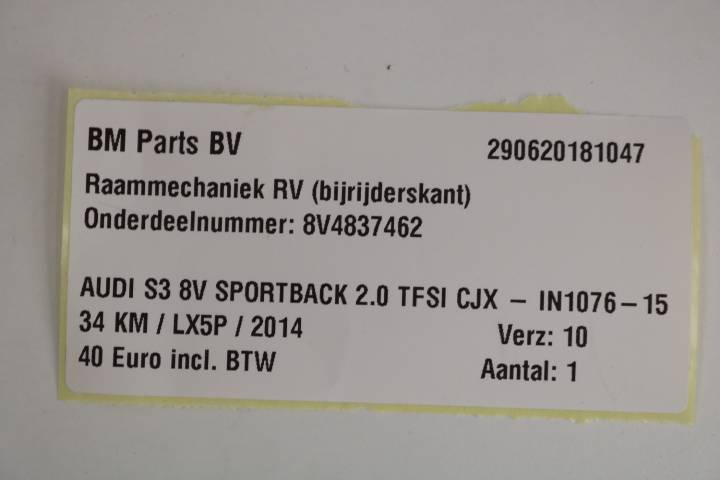 BM Parts BV 290620181047
Raammechaniek RV (bijrijderskant)
Onderdeelnummer: 8V4837462
AUDI S3 8V SPORTBACK 2.0 TFSI CJX – IN1076–15
34 KM / LX5P / 2014 Verz: 10
40 Euro incl. BTW Aantal: 1